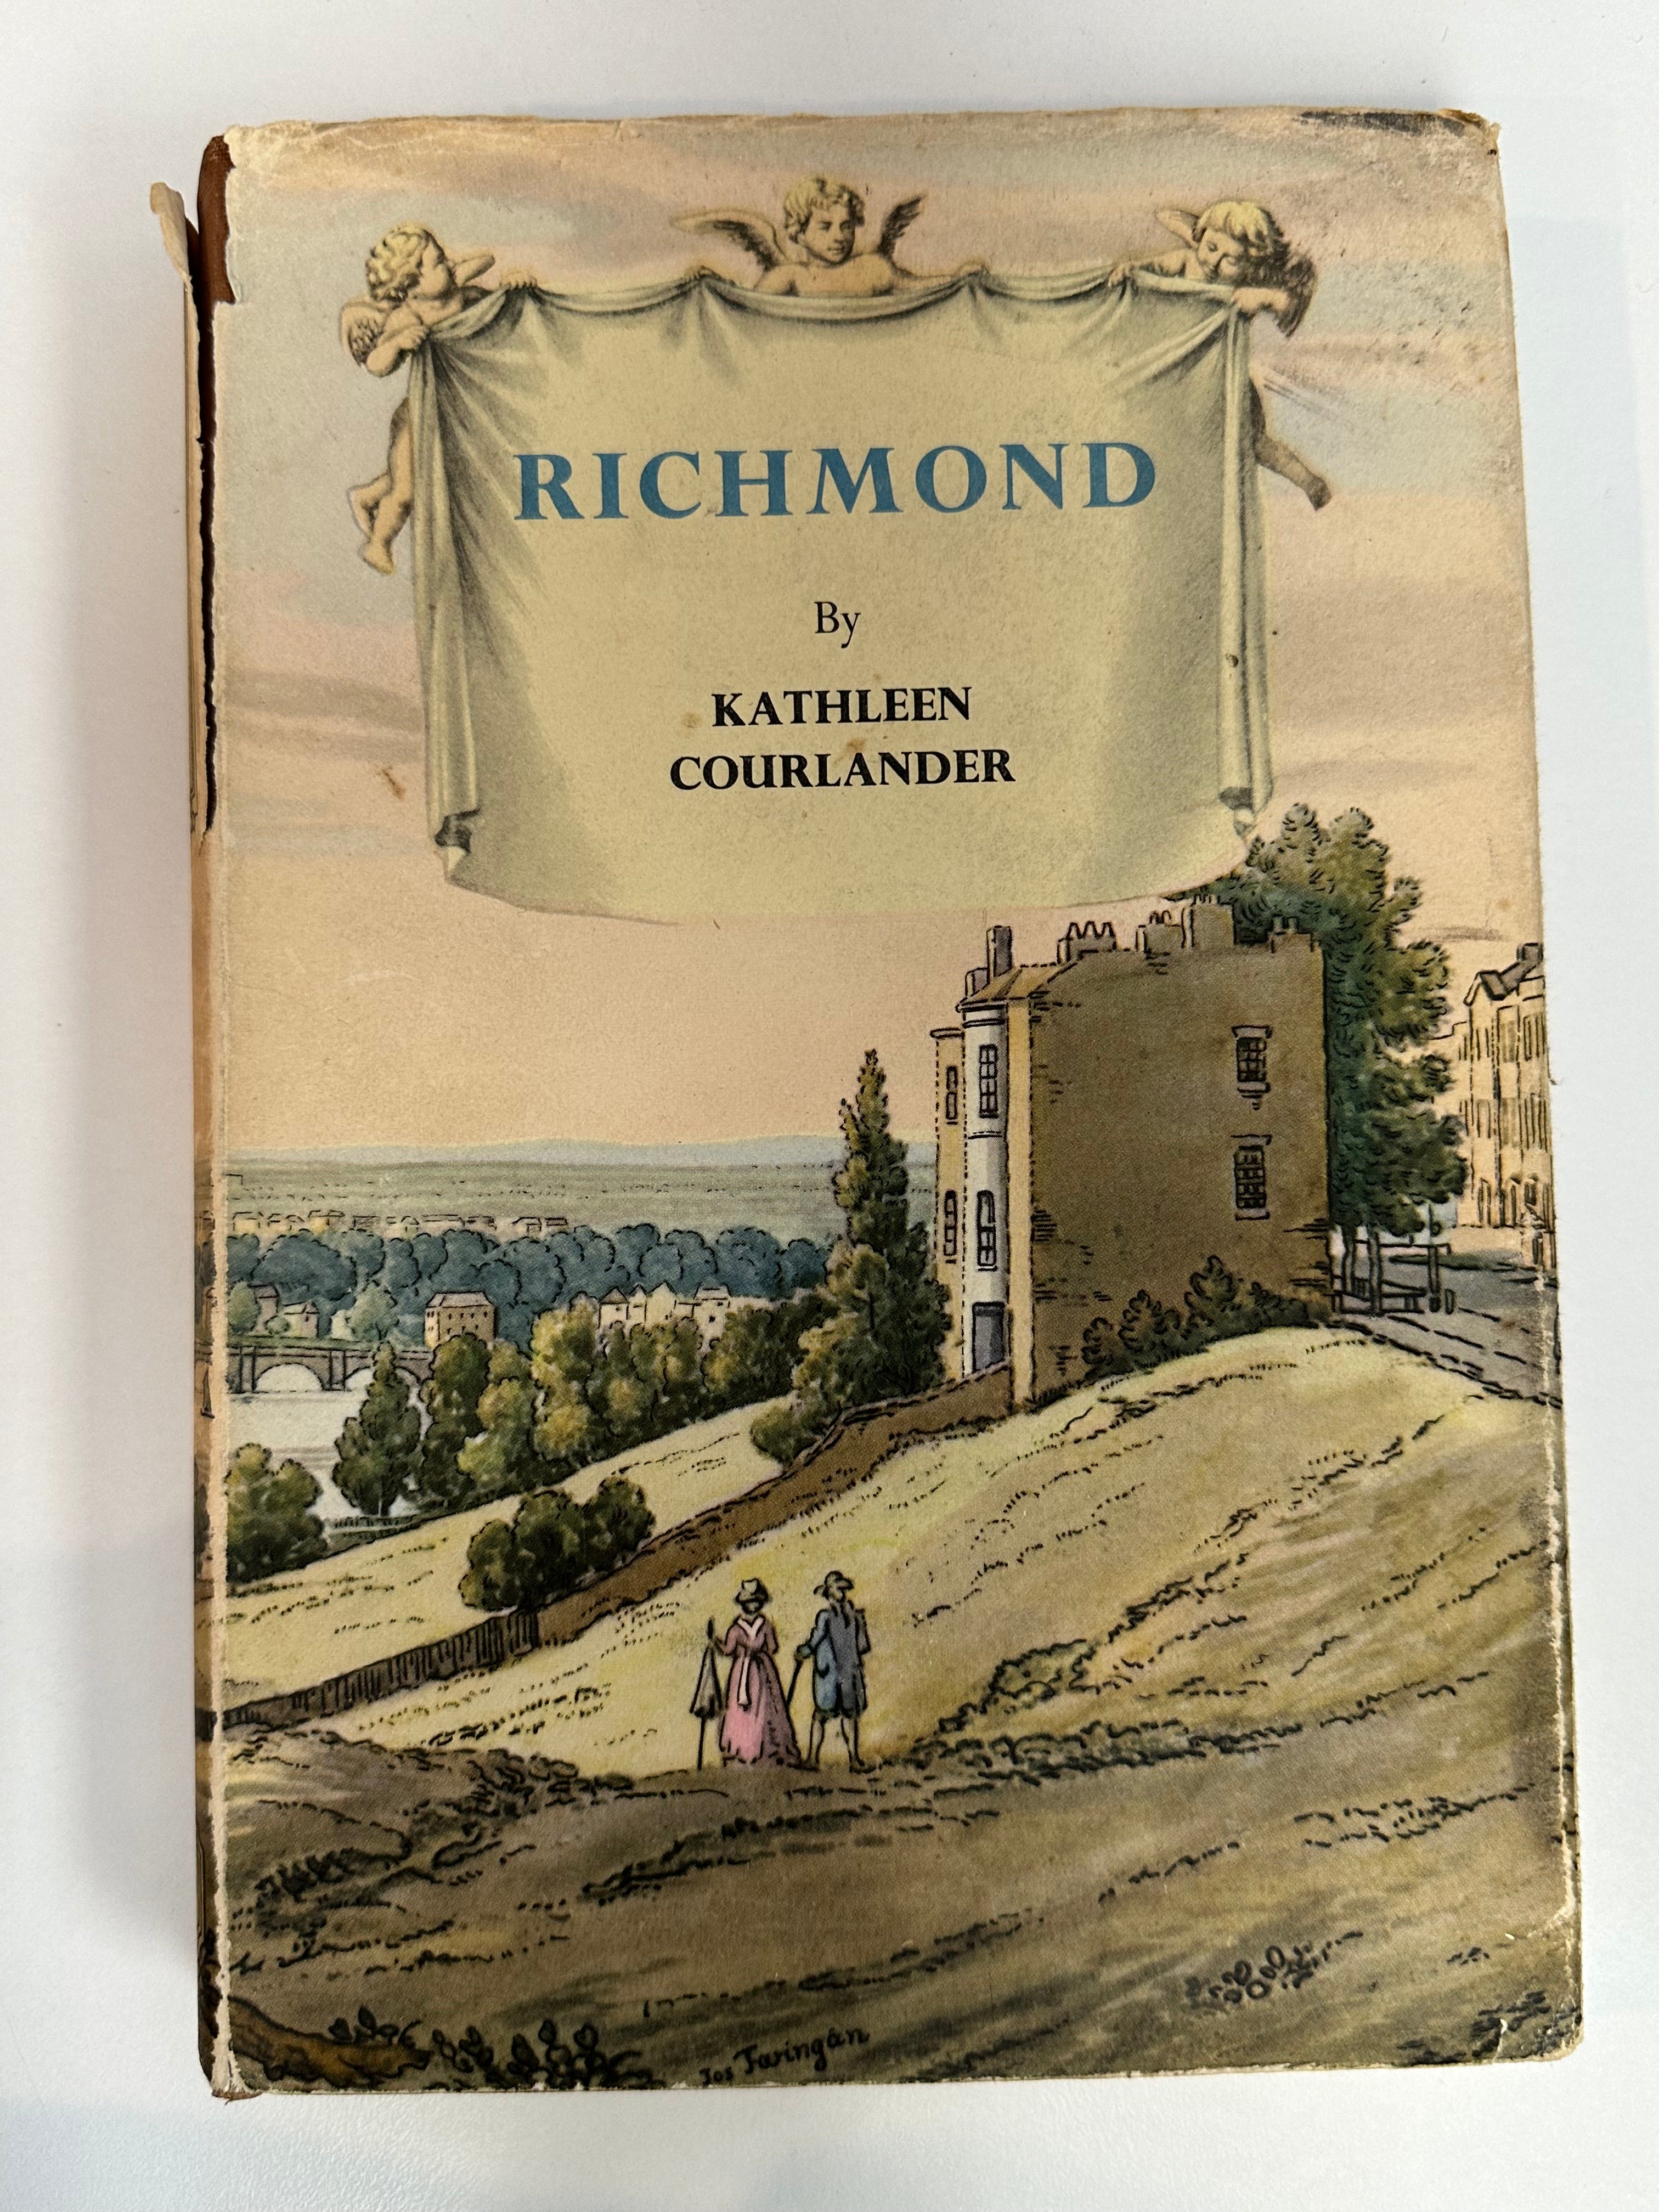 RICHMOND
By
KATHLEEN
COURLANDER
Jos Faringan